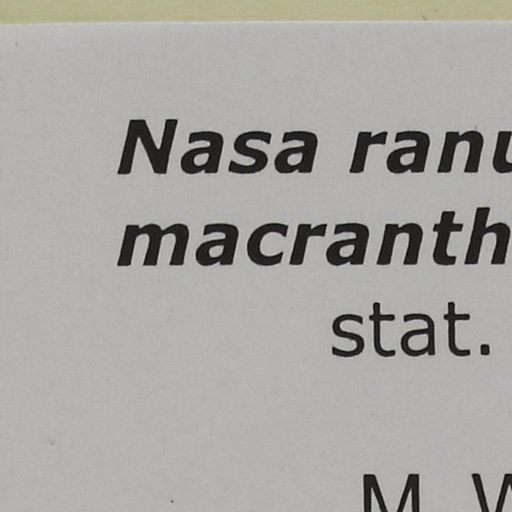 Nasa ranu
macranth
stat.
M. W